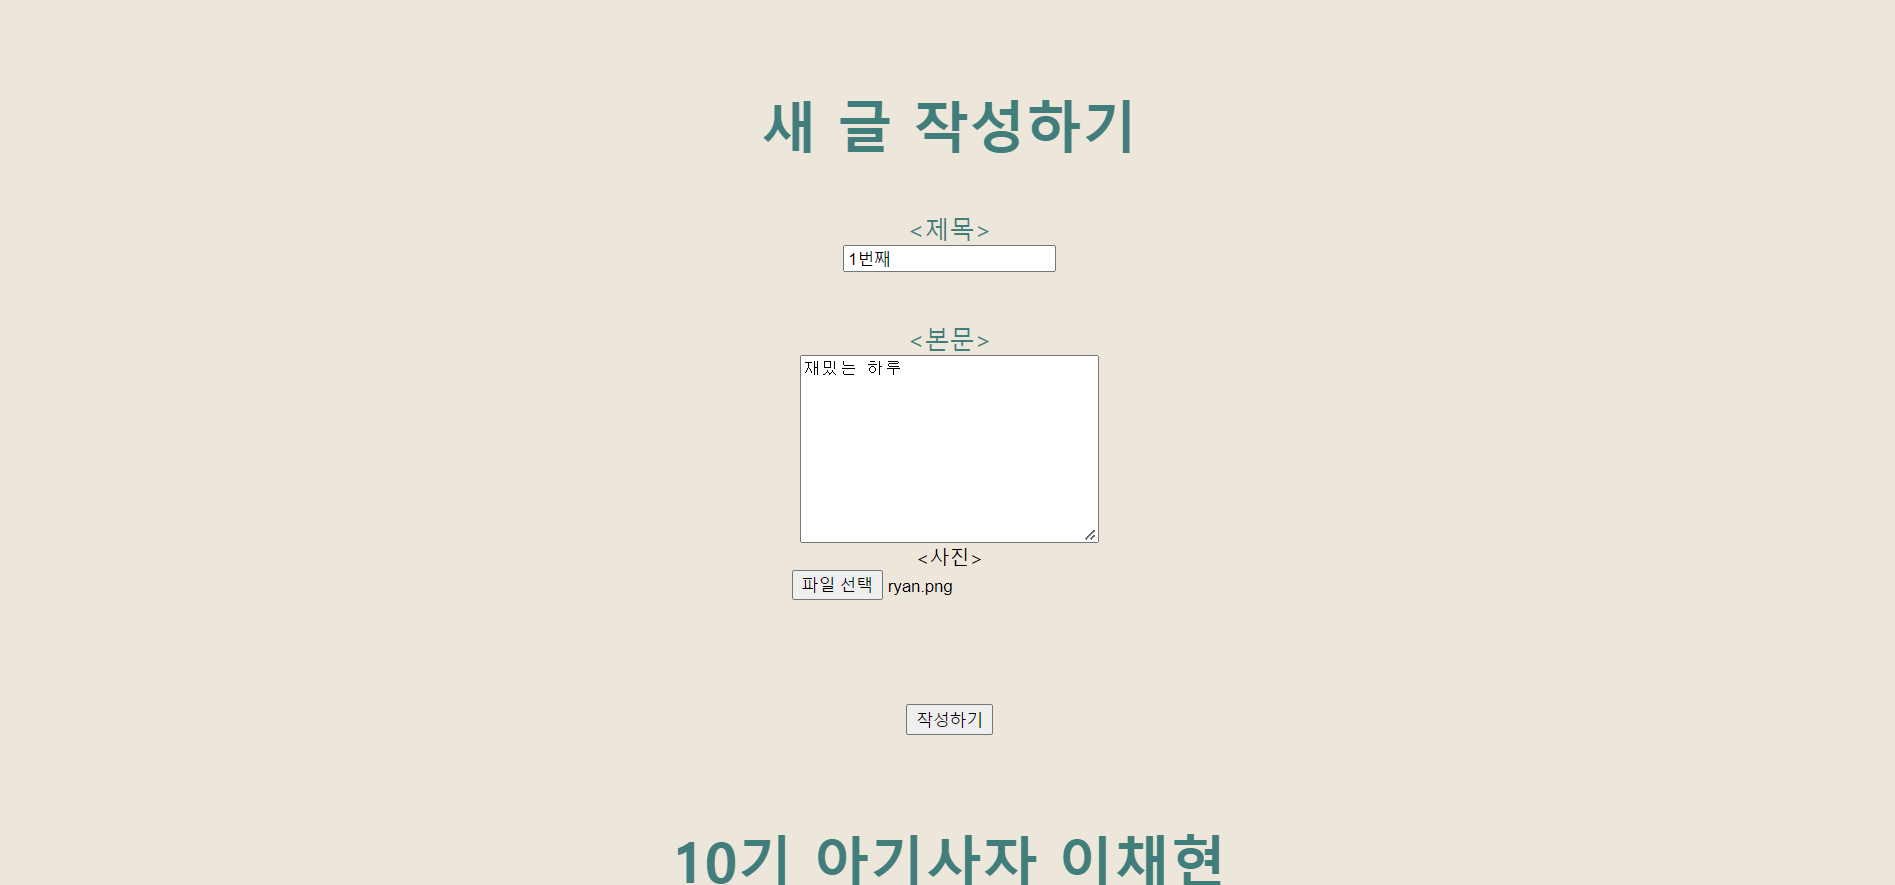 새 글 작성하기
<제목>
1번째
<본문>
재밌는 하루
<사진>
파일 선택 ryan.png
작성하기
10기 아기사자 이채현